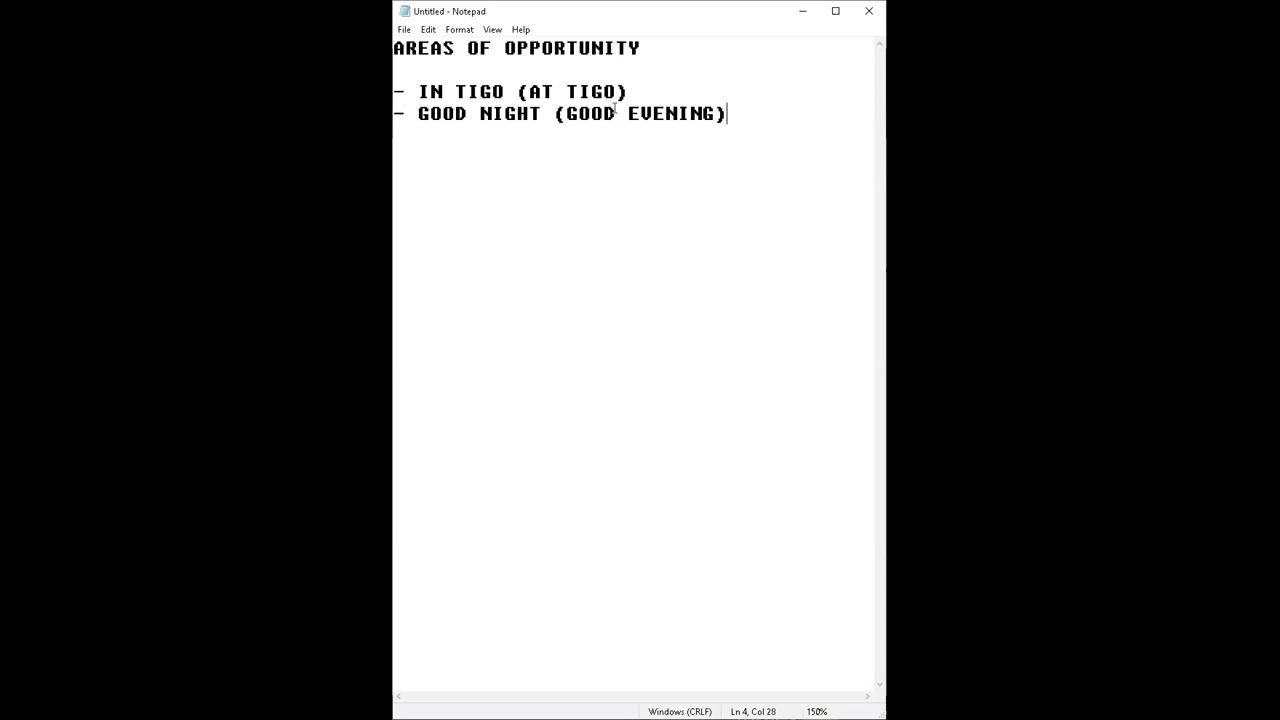 Untitled - Notepad
File Edit Format View Help
AREAS OF OPPORTUNITY
- IN TIGO (AT TIGO)
- GOOD NIGHT (GOOD EVENING)
Windows (CRLF) Ln 4, Col 28 150%